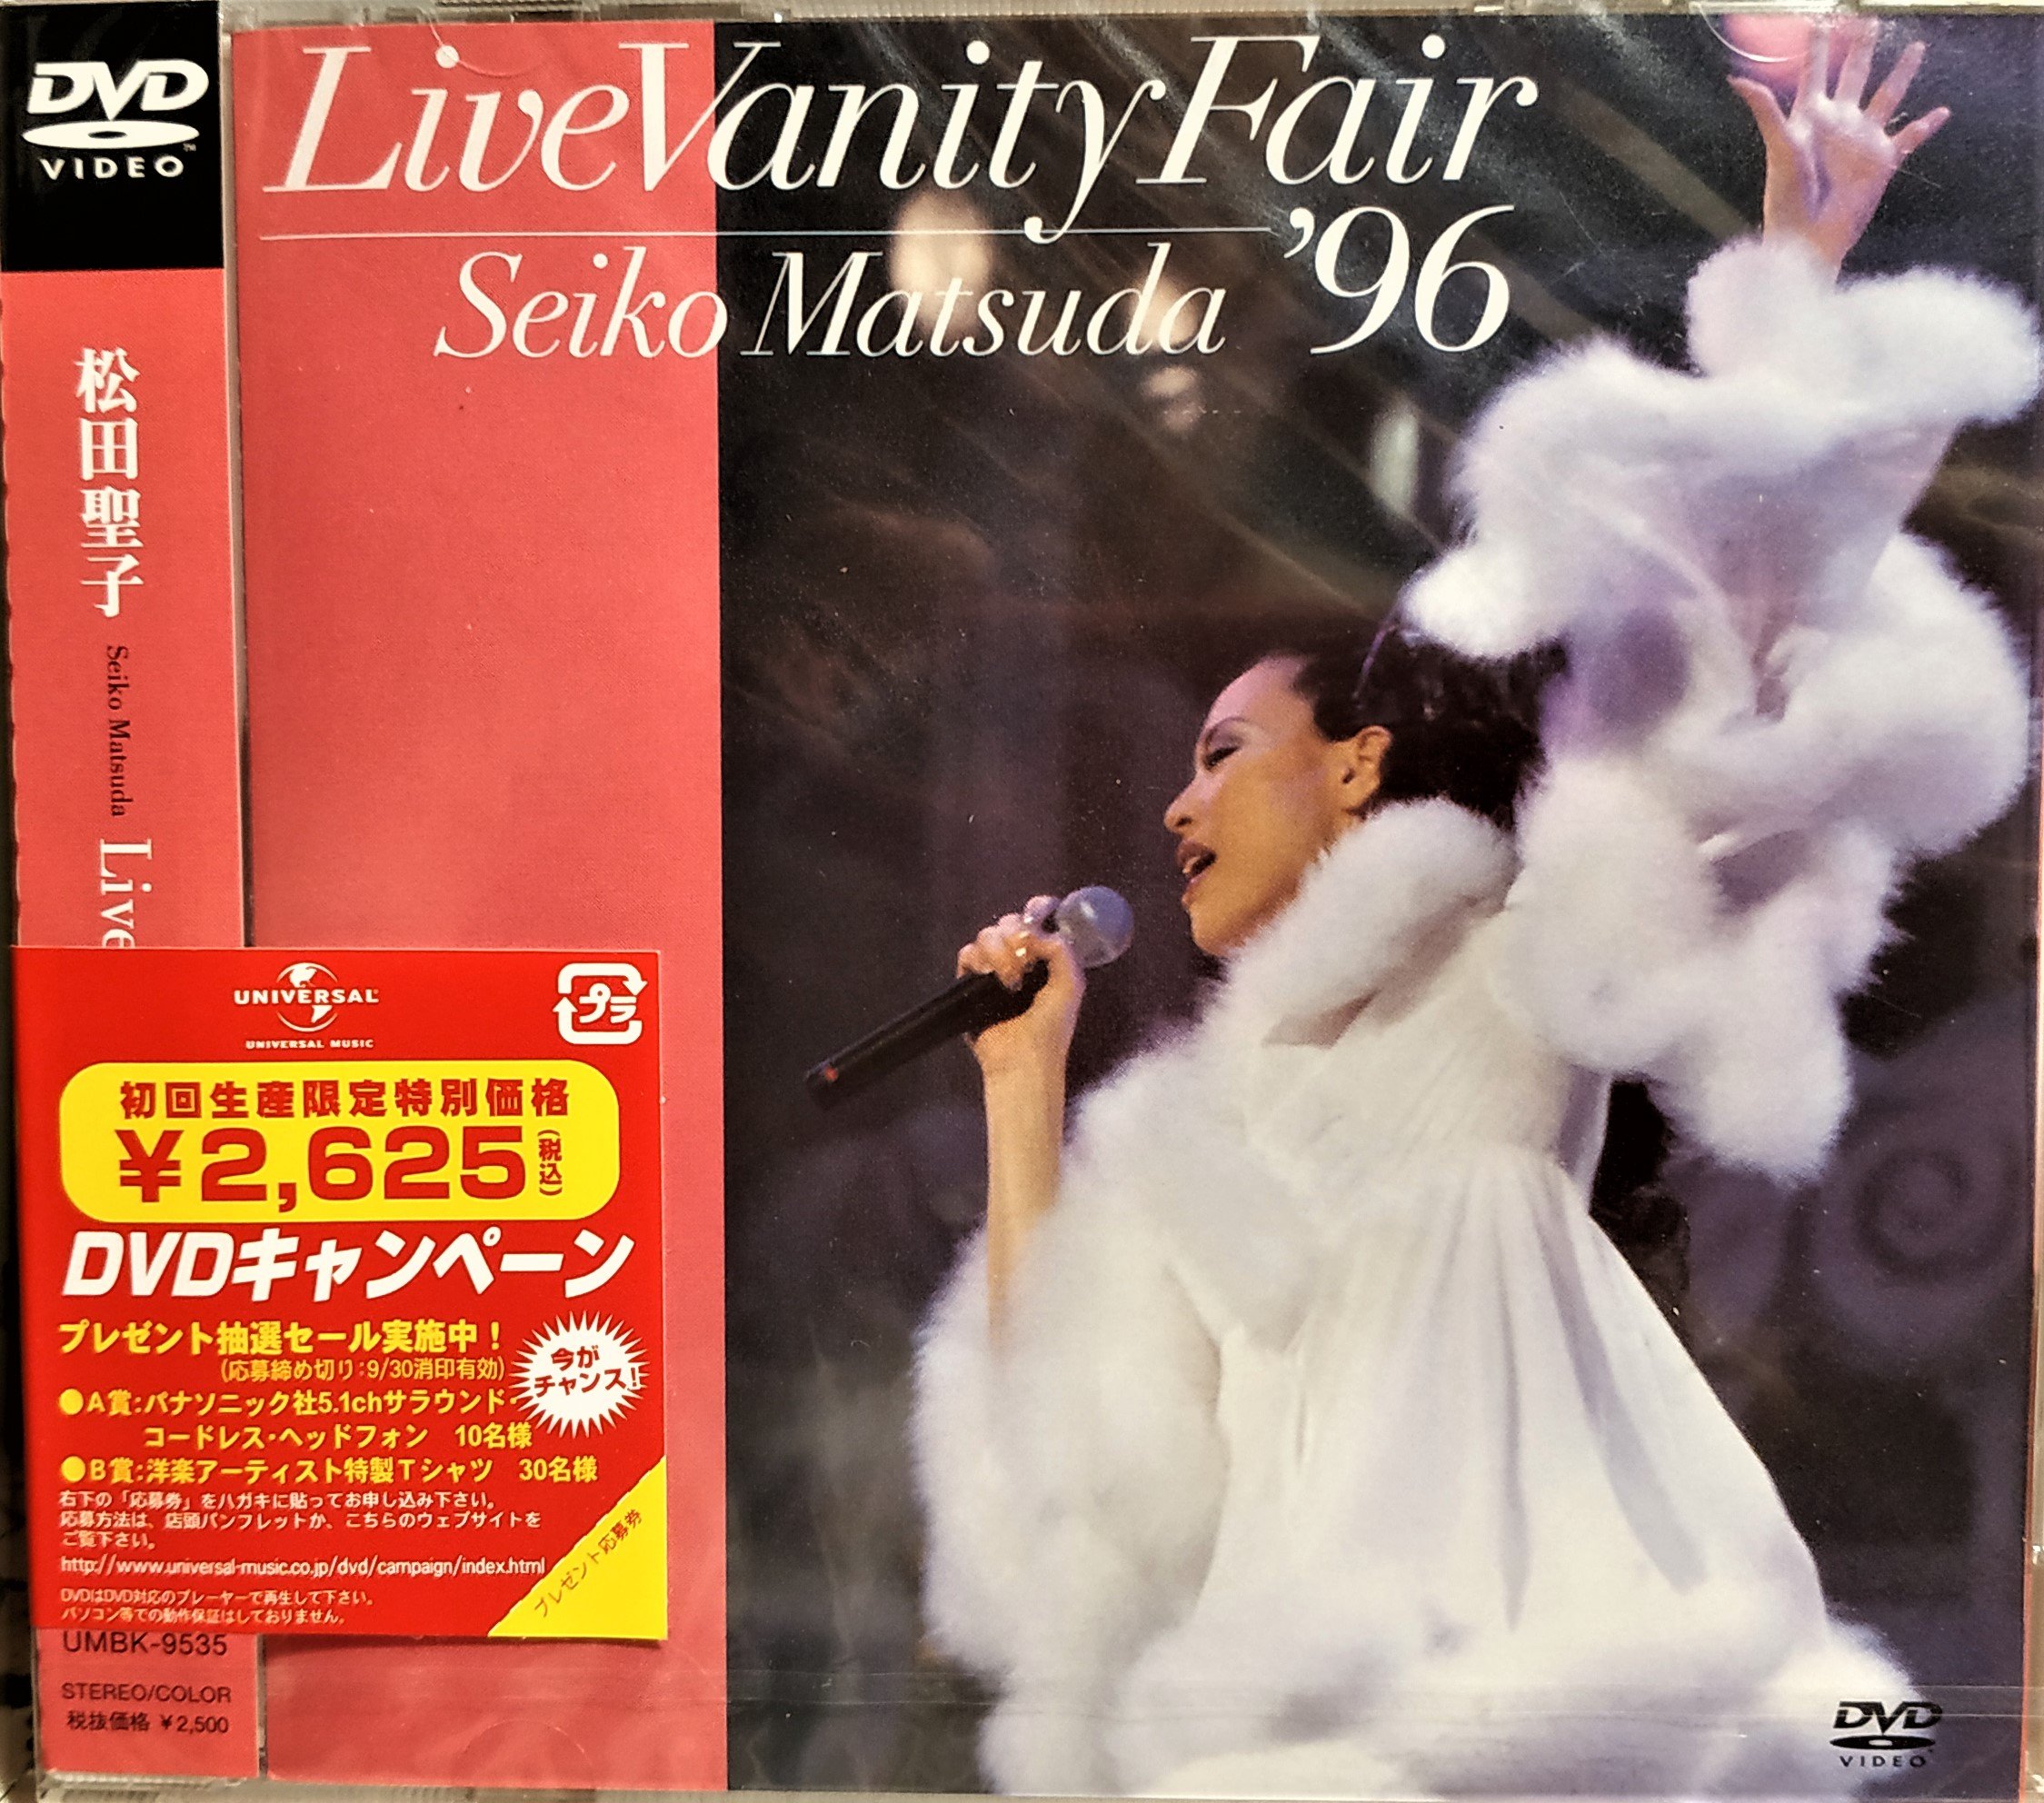 DVD
VIDEO
TM
Live Vanity Fair
'96
Seiko Matsuda
松田聖子
Seiko Matsuda
Live
UNIVERSAL
UNIVERSAL MUSIC
プラ
初回生産限定特別価格
¥2,625(税込)
DVDキャンペーン
プレゼント抽選セール実施中!
(応募締め切り:9/30消印有効)
今が
チャンス!
●A賞:パナソニック社5.1chサラウンド・
コードレス・ヘッドフォン 10名様
●B賞:洋楽アーティスト特製Tシャツ 30名様
右下の「応募券」をハガキに貼ってお申し込み下さい。
応募方法は、店頭パンフレットか、こちらのウェブサイトを
ご覧下さい。
http://www.universal-music.co.jp/dvd/campaign/index.html
DVDはDVD対応のプレーヤーで再生して下さい。
パソコン等での動作保証はしておりません。
プレゼント応募券
UMBK-9535
STEREO/COLOR
税抜価格 ¥2,500
DVD
VIDEO